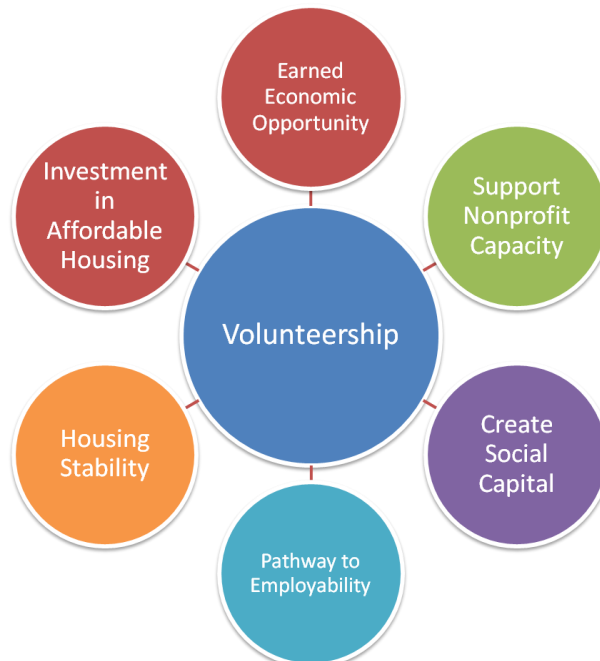 Earned
Economic
Opportunity
Investment
in
Affordable
Housing
Support
Nonprofit
Capacity
Volunteership
Housing
Stability
Create
Social
Capital
Pathway to
Employability